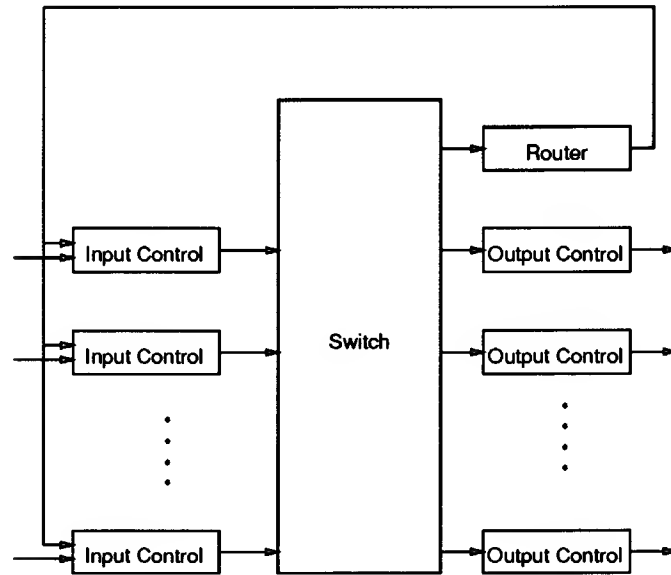 Router
Input Control
Output Control
Input Control
Switch
Output Control
Input Control
Output Control